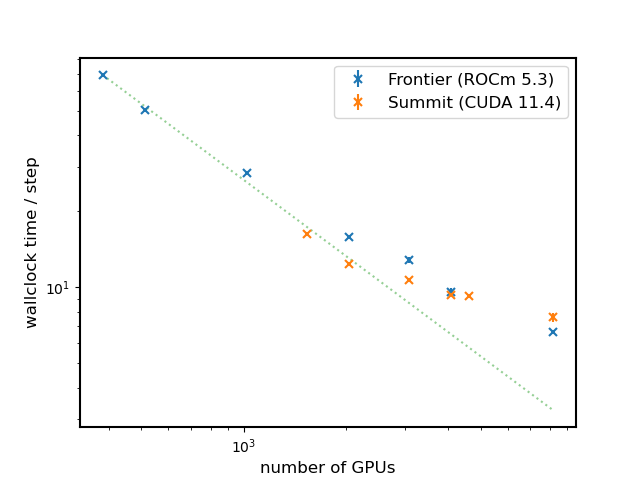 Frontier (ROCm 5.3)
Summit (CUDA 11.4)
wallclock time / step
10¹
10³
number of GPUs